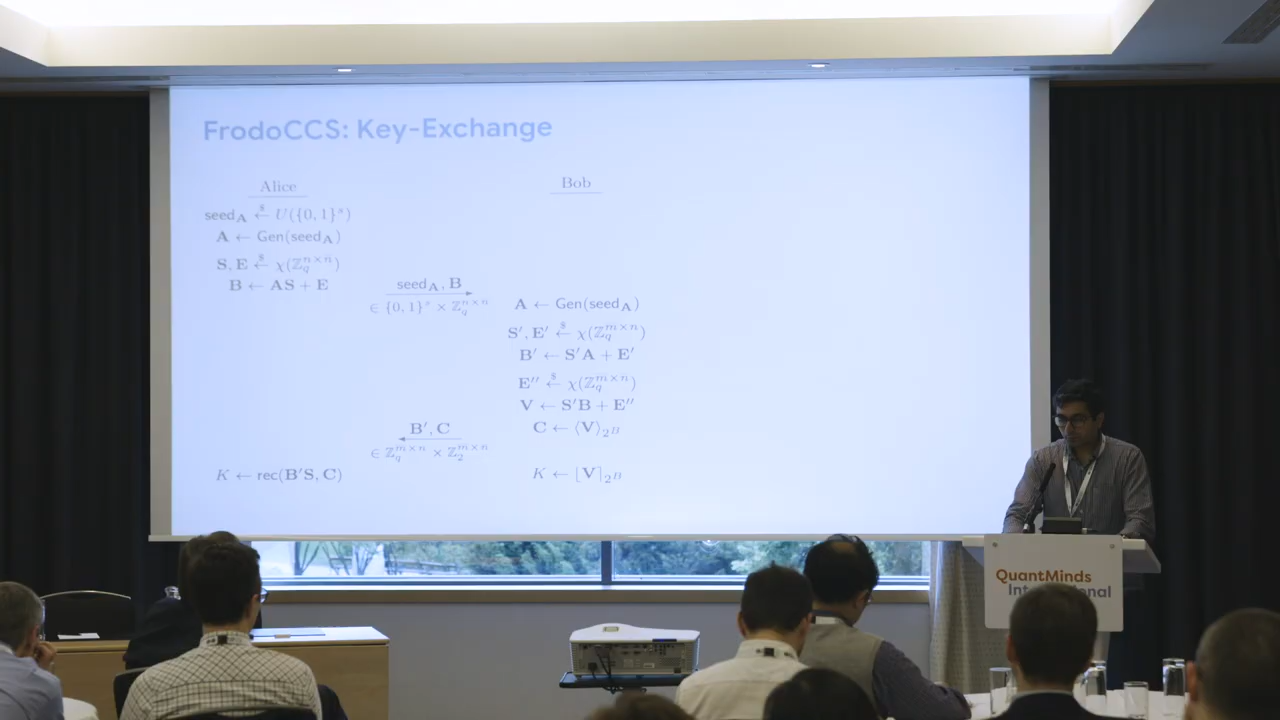 FrodoCCS: Key-Exchange
Alice
Bob
seed_A ←$ U({0,1}^s)
A ← Gen(seed_A)
S, E ←$ χ(ℤ_q^{n×n̄})
B ← AS + E
seed_A, B
∈ {0,1}^s × ℤ_q^{n×n̄}
A ← Gen(seed_A)
S′, E′ ←$ χ(ℤ_q^{m̄×n})
B′ ← S′A + E′
E″ ←$ χ(ℤ_q^{m̄×n̄})
V ← S′B + E″
B′, C
C ← ⟨V⟩_{2^B}
∈ ℤ_q^{m̄×n} × ℤ_2^{m̄×n̄}
K ← rec(B′S, C)
K ← ⌊V⌉_{2^B}
QuantMinds
International